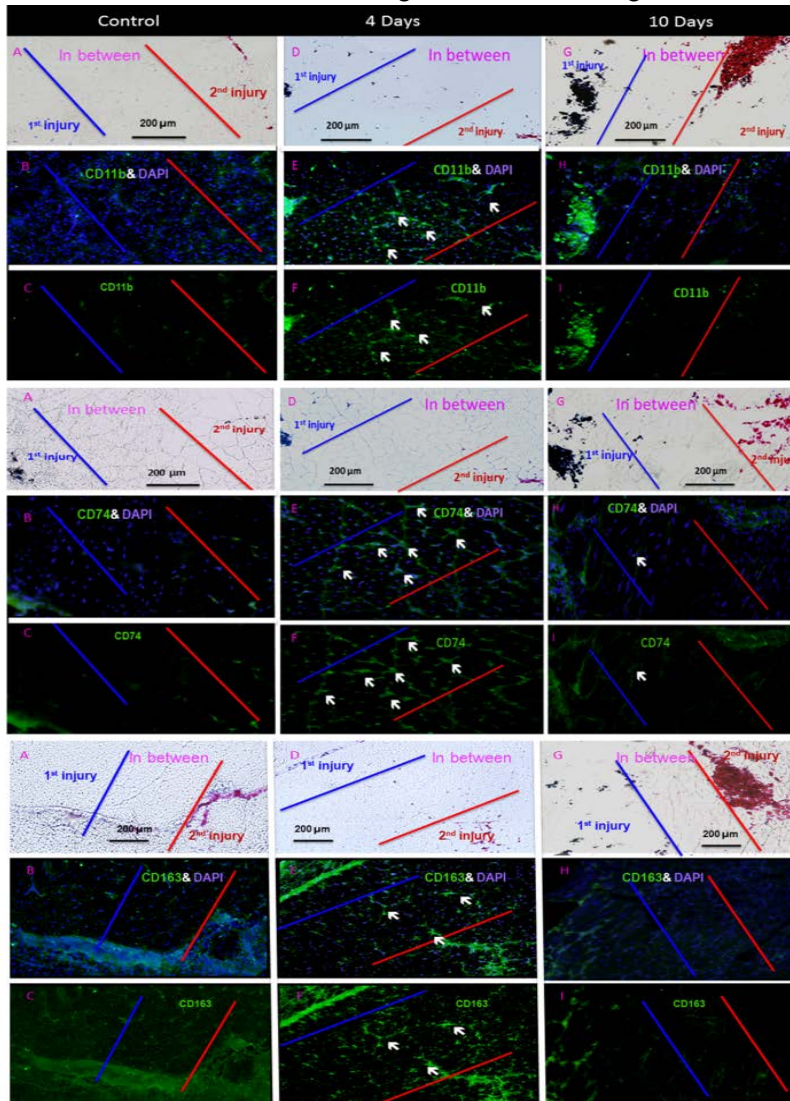 Control 4 Days 10 Days
A In between 2nd injury 1st injury 200 µm
D In between 1st injury 200 µm 2nd injury
G In between 1st injury 200 µm 2nd injury
B CD11b& DAPI
E CD11b& DAPI
H CD11b& DAPI
C CD11b
F CD11b
I CD11b
A In between 2nd injury 1st injury 200 µm
D In between 1st injury 200 µm 2nd injury
G In between 1st injury 200 µm 2nd injury
B CD74& DAPI
E CD74& DAPI
H CD74& DAPI
C CD74
F CD74
I CD74
A In between 1st injury 200 µm 2nd injury
D In between 1st injury 200 µm 2nd injury
G In between 2nd injury 1st injury 200 µm
B CD163& DAPI
E CD163& DAPI
H CD163& DAPI
C CD163
F CD163
I CD163